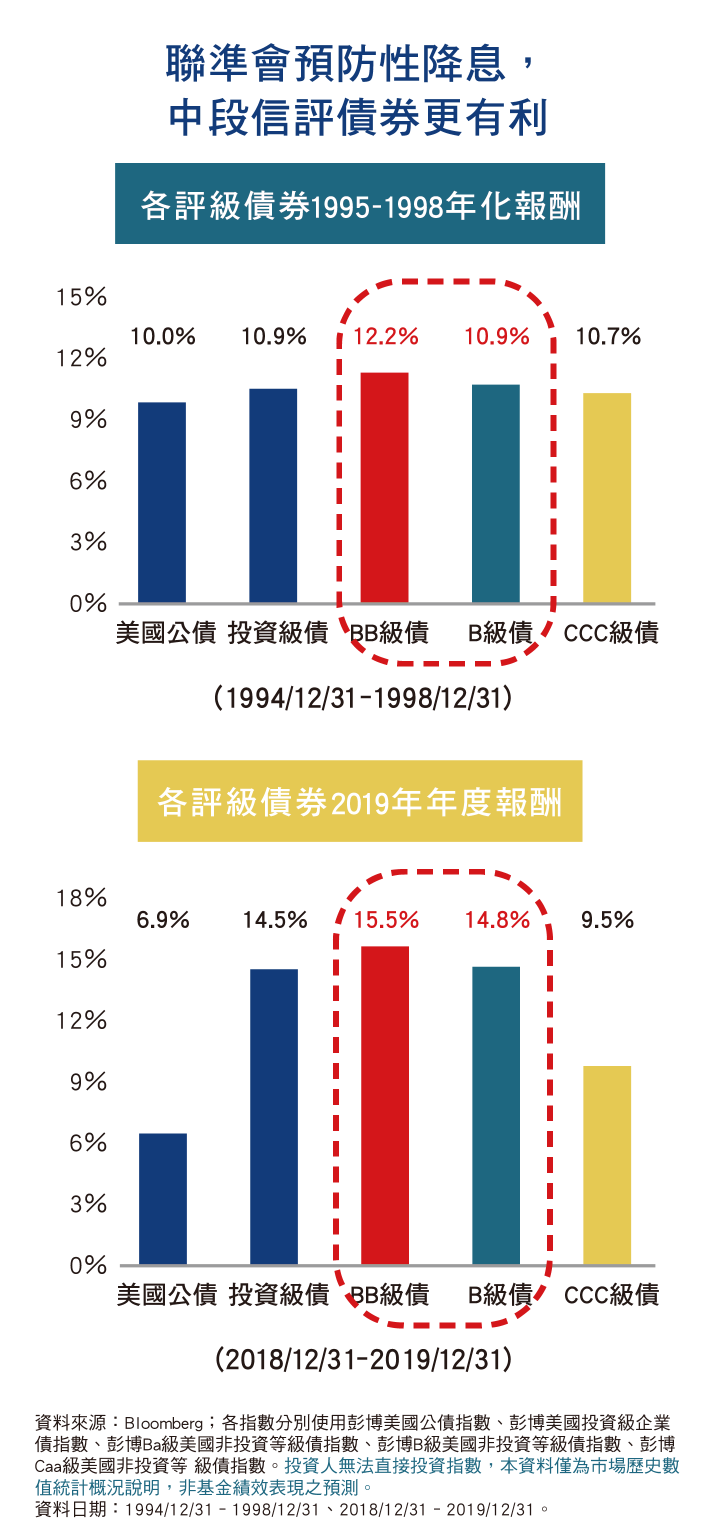 聯準會預防性降息，
中段信評債券更有利
各評級債券1995-1998年化報酬
15%
12%
9%
6%
3%
0%
10.0% 10.9% 12.2% 10.9% 10.7%
美國公債 投資級債 BB級債 B級債 CCC級債
(1994/12/31-1998/12/31)
各評級債券2019年年度報酬
18%
15%
12%
9%
6%
3%
0%
6.9% 14.5% 15.5% 14.8% 9.5%
美國公債 投資級債 BB級債 B級債 CCC級債
(2018/12/31-2019/12/31)
資料來源：Bloomberg；各指數分別使用彭博美國公債指數、彭博美國投資級企業
債指數、彭博Ba級美國非投資等級債指數、彭博B級美國非投資等級債指數、彭博
Caa級美國非投資等 級債指數。投資人無法直接投資指數，本資料僅為市場歷史數
值統計概況說明，非基金績效表現之預測。
資料日期：1994/12/31 - 1998/12/31、2018/12/31 - 2019/12/31。